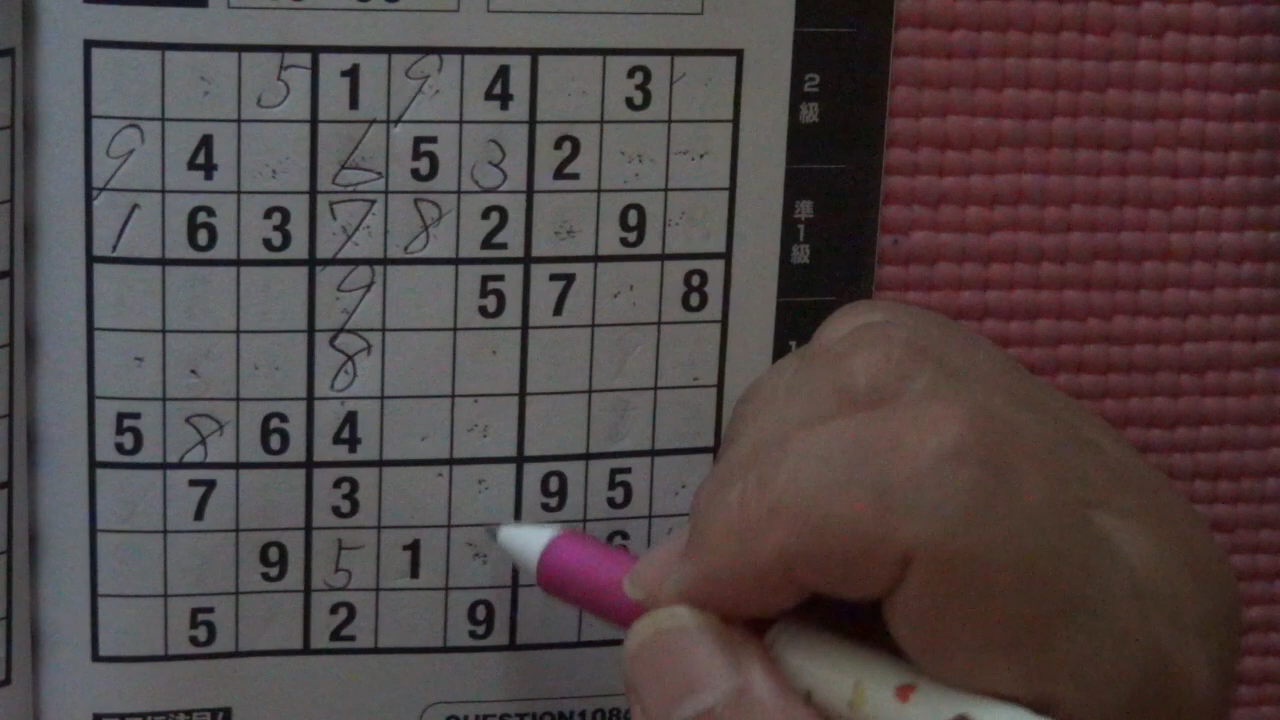 5 1 9 4 3
9 4 6 5 3 2
1 6 3 7 8 2 9
9 5 7 8
8
5 8 6 4
7 3 9 5
9 5 1 6
5 2 9
2級
準1級